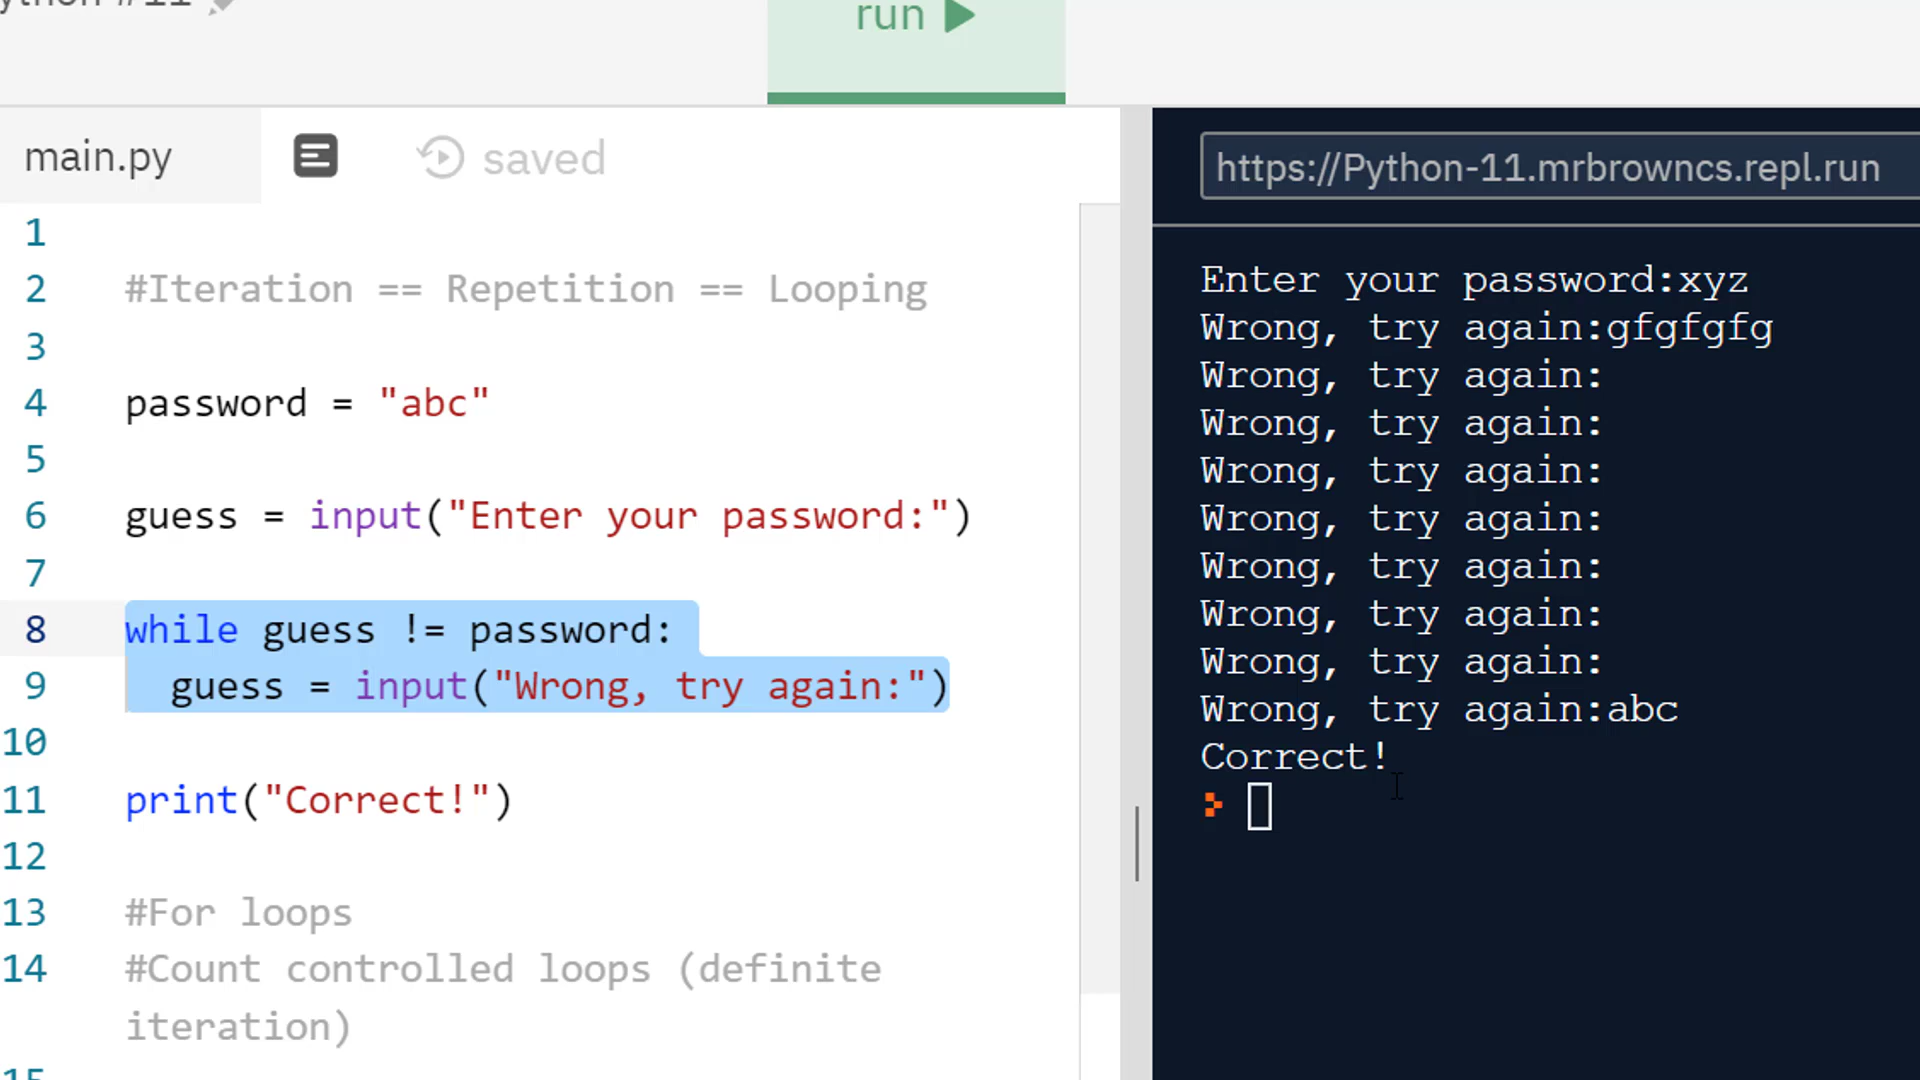 run
main.py
saved
1
2 #Iteration == Repetition == Looping
3
4 password = "abc"
5
6 guess = input("Enter your password:")
7
8 while guess != password:
9 guess = input("Wrong, try again:")
10
11 print("Correct!")
12
13 #For loops
14 #Count controlled loops (definite
iteration)
https://Python-11.mrbrowncs.repl.run
Enter your password:xyz
Wrong, try again:gfgfgfg
Wrong, try again:
Wrong, try again:
Wrong, try again:
Wrong, try again:
Wrong, try again:
Wrong, try again:
Wrong, try again:
Wrong, try again:abc
Correct!